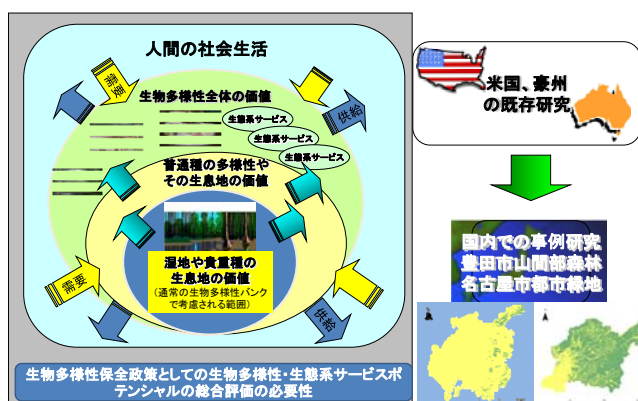 人間の社会生活
需要
供給
生物多様性全体の価値
生態系サービス
生態系サービス
生態系サービス
普通種の多様性や
その生息地の価値
湿地や貴重種の
生息地の価値
（通常の生物多様性バンク
で考慮される範囲）
需要
供給
生物多様性保全政策としての生物多様性・生態系サービスポ
テンシャルの総合評価の必要性
米国、豪州
の既存研究
国内での事例研究
豊田市山間部森林
名古屋市都市緑地